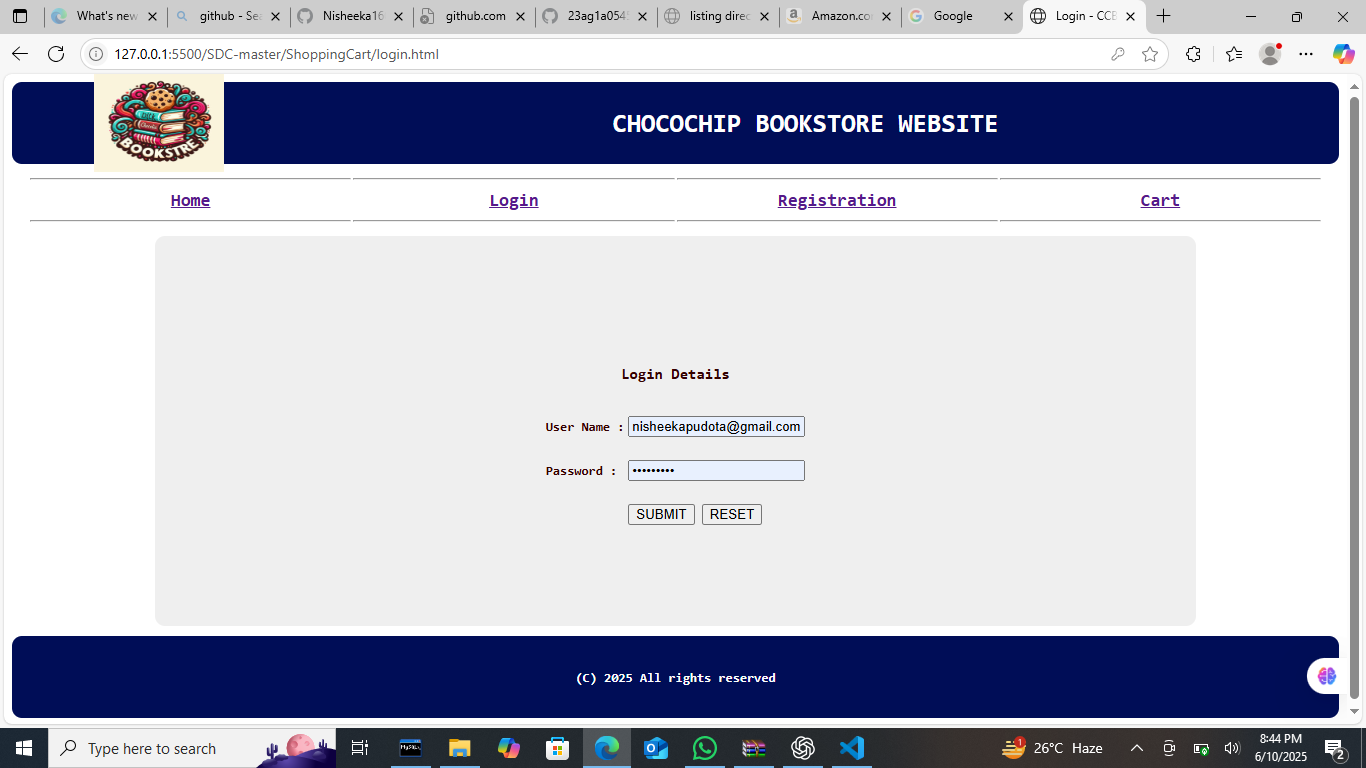 What's new
github - Sea
Nisheeka16
github.com
23ag1a054
listing direc
Amazon.co
Google
Login - CCB
127.0.0.1:5500/SDC-master/ShoppingCart/login.html
BOOKSTRE
CHOCOCHIP BOOKSTORE WEBSITE
Home Login Registration Cart
Login Details
User Name : nisheekapudota@gmail.com
Password : •••••••••
SUBMIT RESET
(C) 2025 All rights reserved
Type here to search
MySQL
1
26°C Haze
8:44 PM
6/10/2025
2